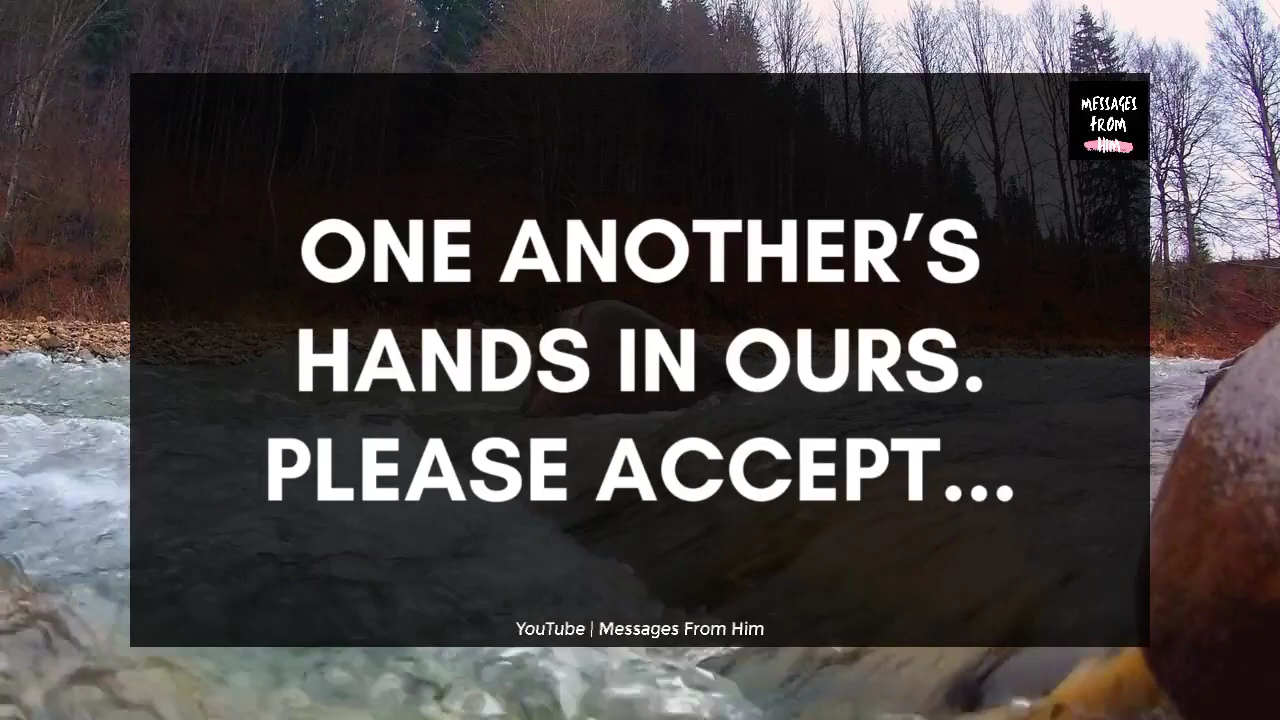 MESSAGES
FROM
HIM
ONE ANOTHER’S
HANDS IN OURS.
PLEASE ACCEPT...
YouTube | Messages From Him